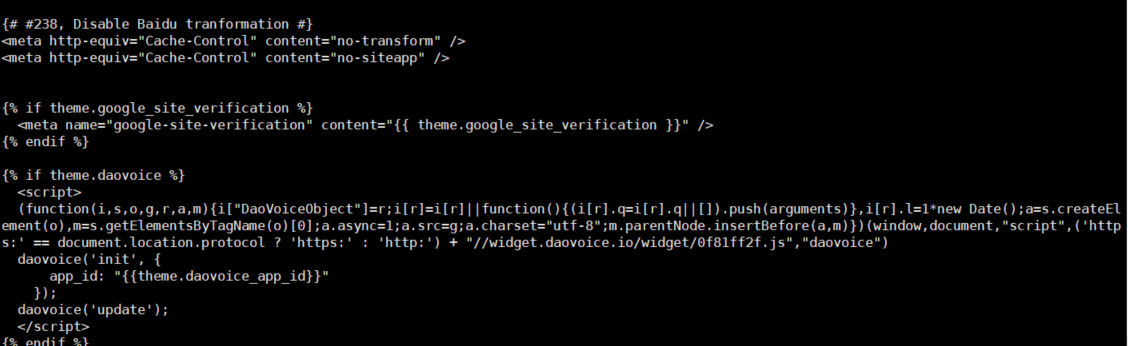 {# #238, Disable Baidu tranformation #}
<meta http-equiv="Cache-Control" content="no-transform" />
<meta http-equiv="Cache-Control" content="no-siteapp" />
{% if theme.google_site_verification %}
<meta name="google-site-verification" content="{{ theme.google_site_verification }}" />
{% endif %}
{% if theme.daovoice %}
<script>
(function(i,s,o,g,r,a,m){i["DaoVoiceObject"]=r;i[r]=i[r]||function(){(i[r].q=i[r].q||[]).push(arguments)},i[r].l=1*new Date();a=s.createEl
ement(o),m=s.getElementsByTagName(o)[0];a.async=1;a.src=g;a.charset="utf-8";m.parentNode.insertBefore(a,m)})(window,document,"script",('http
s:' == document.location.protocol ? 'https:' : 'http:') + "//widget.daovoice.io/widget/0f81ff2f.js","daovoice")
daovoice('init', {
app_id: "{{theme.daovoice_app_id}}"
});
daovoice('update');
</script>
{% endif %}